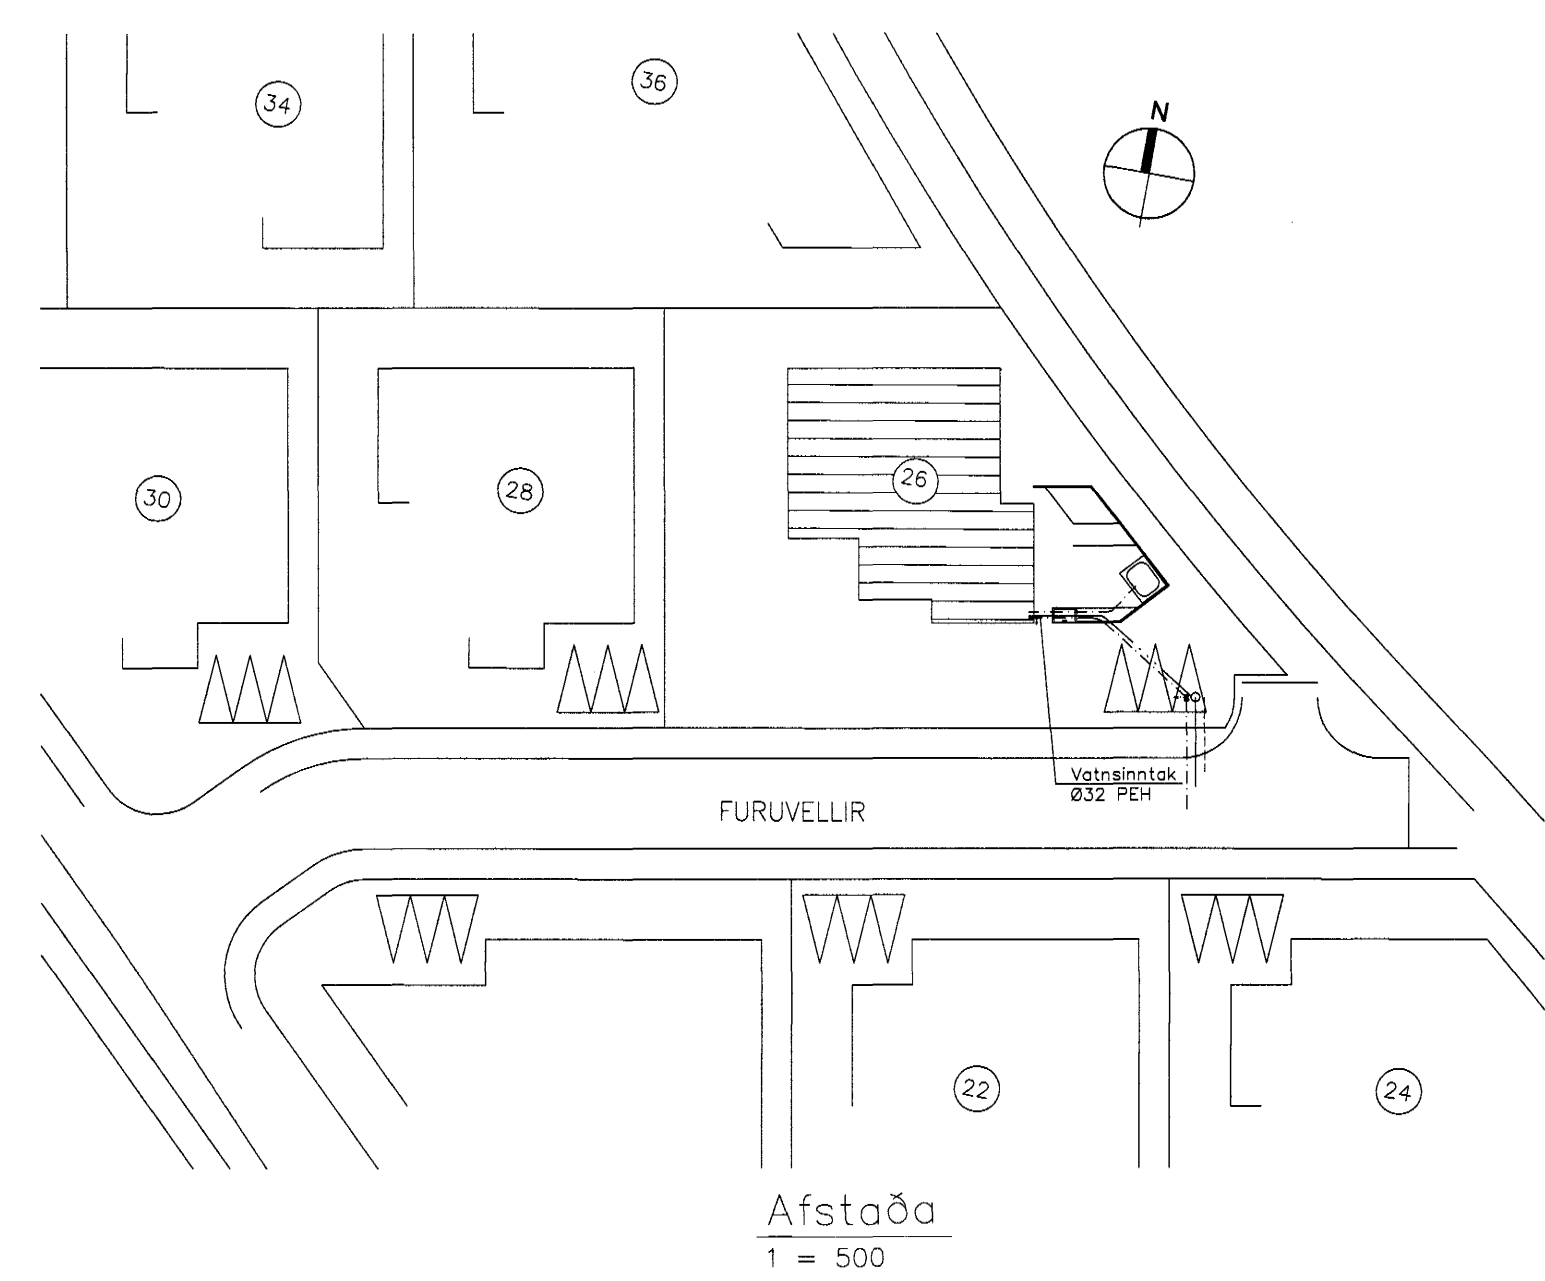 36
34
N
26
28
30
Vatnsinntak
Ø32 PEH
FURUVELLIR
22
24
Afstaða
1 = 500